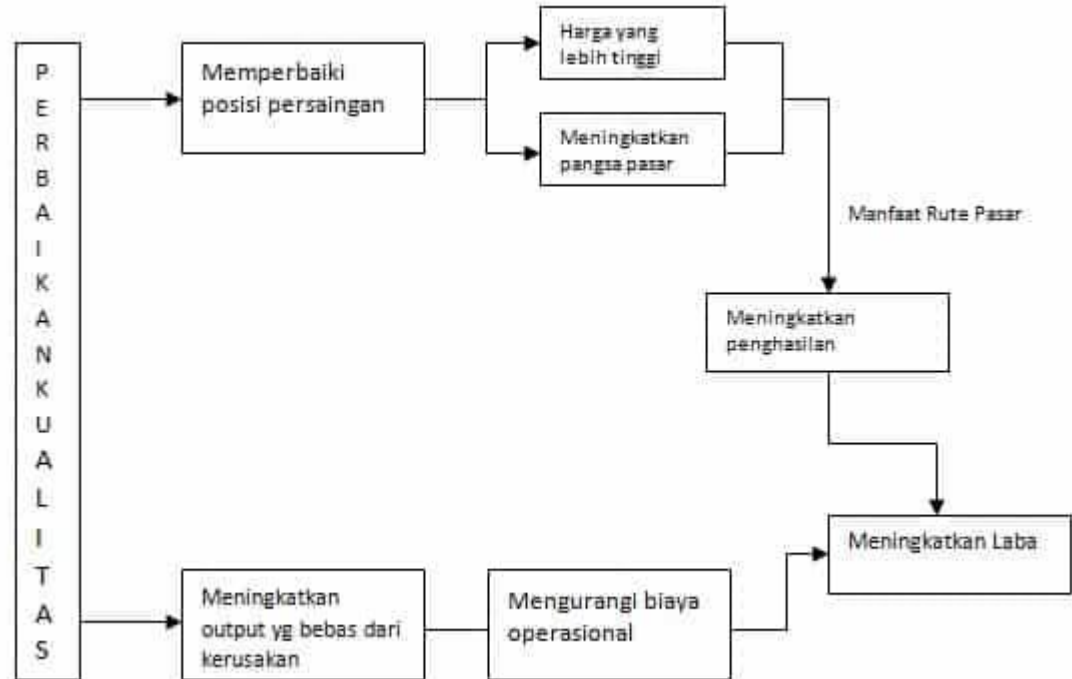 P
E
R
B
A
I
K
A
N
K
U
A
L
I
T
A
S
Memperbaiki
posisi persaingan
Harga yang
lebih tinggi
Meningkatkan
pangsa pasar
Manfaat Rute Pasar
Meningkatkan
penghasilan
Meningkatkan Laba
Meningkatkan
output yg bebas dari
kerusakan
Mengurangi biaya
operasional